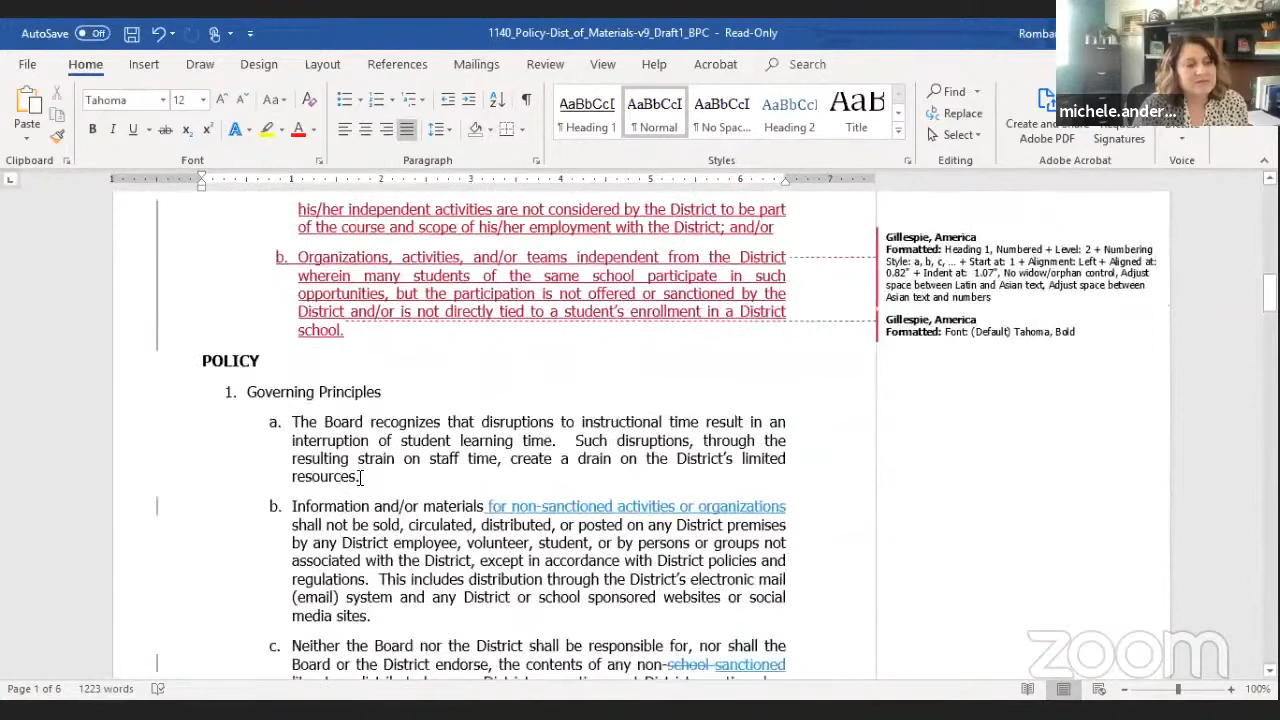 AutoSave Off
1140_Policy-Dist_of_Materials-v9_Draft1_BPC - Read-Only
Romba
File Home Insert Draw Design Layout References Mailings Review View Help Acrobat Search
michele.ander...
Paste
Clipboard
Tahoma 12
Font
Paragraph
AaBbCcI AaBbCcI AaBbCcI AaBbCcI AaB
¶ Heading 1 ¶ Normal ¶ No Spac... Heading 2 Title
Styles
Find
Replace
Select
Editing
Create and
Adobe PDF Signatures
Adobe Acrobat
Voice
1 1 2 3 4 5 6 7
his/her independent activities are not considered by the District to be part
of the course and scope of his/her employment with the District; and/or
b. Organizations, activities, and/or teams independent from the District
wherein many students of the same school participate in such
opportunities, but the participation is not offered or sanctioned by the
District and/or is not directly tied to a student's enrollment in a District
school.
Gillespie, America
Formatted: Heading 1, Numbered + Level: 2 + Numbering
Style: a, b, c, ... + Start at: 1 + Alignment: Left + Aligned at:
0.82" + Indent at: 1.07", No widow/orphan control, Adjust
space between Latin and Asian text, Adjust space between
Asian text and numbers
Gillespie, America
Formatted: Font: (Default) Tahoma, Bold
POLICY
1. Governing Principles
a. The Board recognizes that disruptions to instructional time result in an
interruption of student learning time. Such disruptions, through the
resulting strain on staff time, create a drain on the District's limited
resources.
b. Information and/or materials for non-sanctioned activities or organizations
shall not be sold, circulated, distributed, or posted on any District premises
by any District employee, volunteer, student, or by persons or groups not
associated with the District, except in accordance with District policies and
regulations. This includes distribution through the District's electronic mail
(email) system and any District or school sponsored websites or social
media sites.
c. Neither the Board nor the District shall be responsible for, nor shall the
Board or the District endorse, the contents of any non-school sanctioned
zoom
Page 1 of 6 1223 words
100%